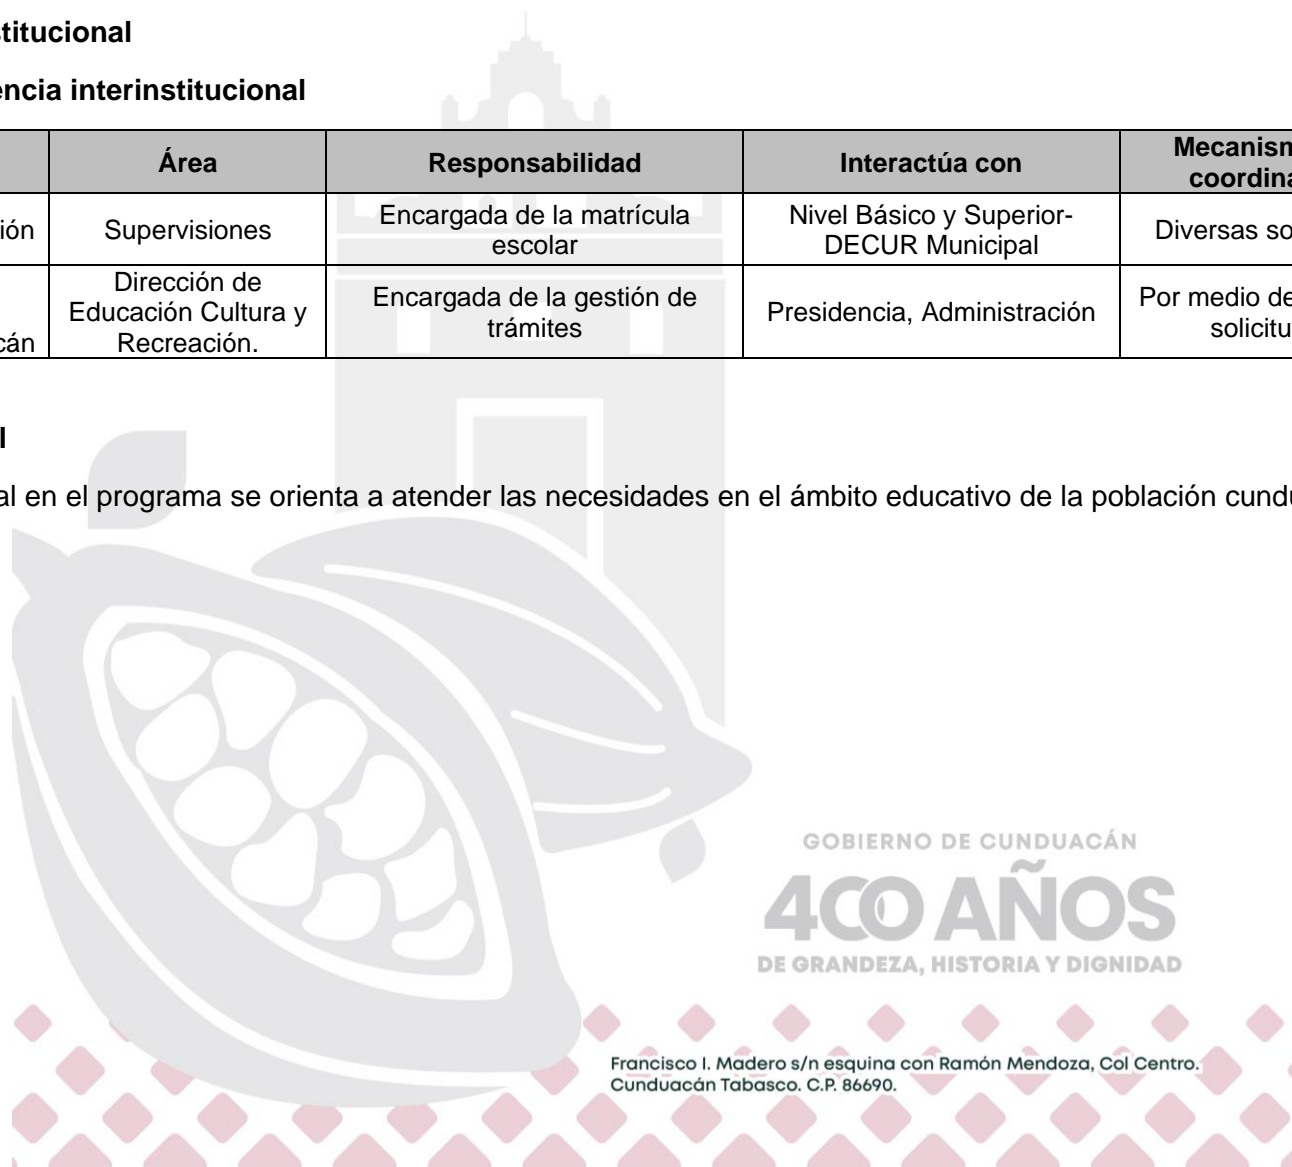 titucional
encia interinstitucional
Área
Responsabilidad
Interactúa con
Mecanism
coordina
ión
Supervisiones
Encargada de la matrícula
escolar
Nivel Básico y Superior-
DECUR Municipal
Diversas so
cán
Dirección de
Educación Cultura y
Recreación.
Encargada de la gestión de
trámites
Presidencia, Administración
Por medio de
solicitu
l
al en el programa se orienta a atender las necesidades en el ámbito educativo de la población cundu
GOBIERNO DE CUNDUACÁN
400 AÑOS
DE GRANDEZA, HISTORIA Y DIGNIDAD
Francisco I. Madero s/n esquina con Ramón Mendoza, Col Centro.
Cunduacán Tabasco. C.P. 86690.